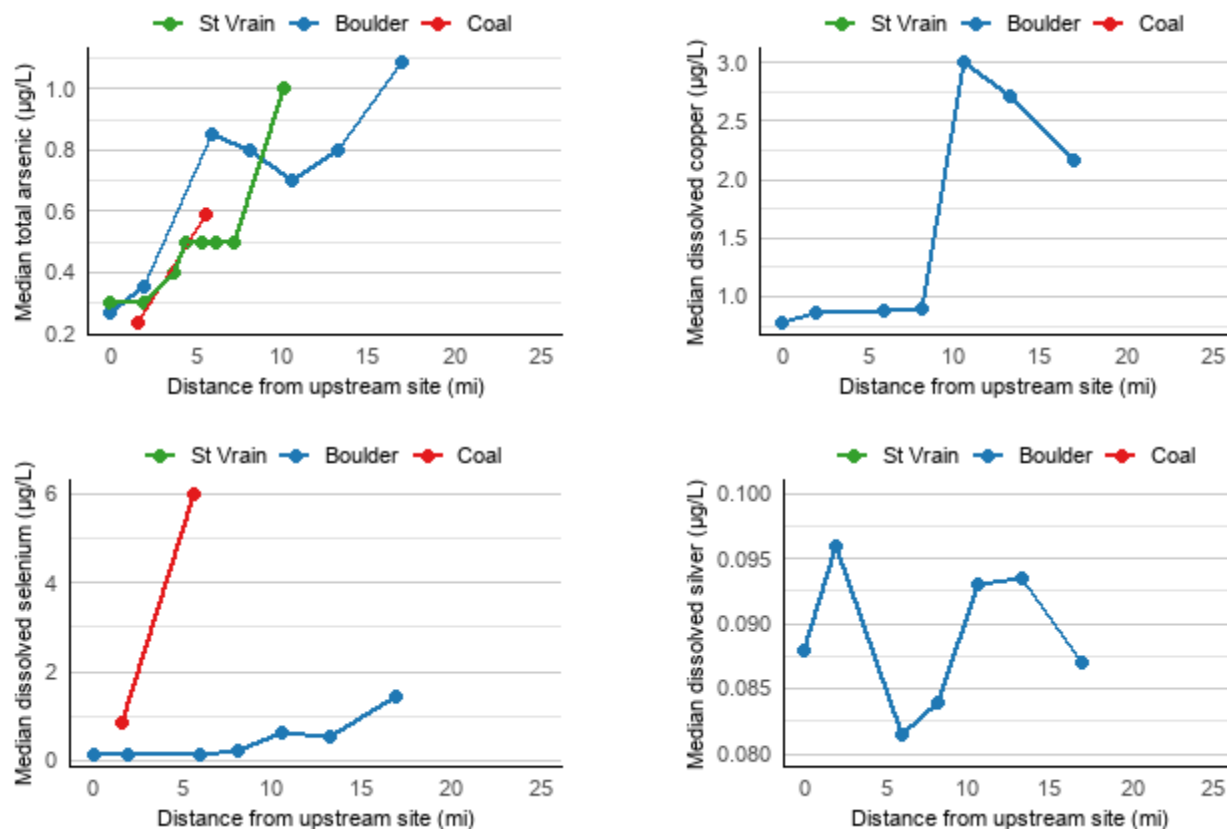 St Vrain Boulder Coal
Median total arsenic (µg/L)
1.0
0.8
0.6
0.4
0.2
0 5 10 15 20 25
Distance from upstream site (mi)
St Vrain Boulder Coal
Median dissolved copper (µg/L)
3.0
2.5
2.0
1.5
1.0
0 5 10 15 20 25
Distance from upstream site (mi)
St Vrain Boulder Coal
Median dissolved selenium (µg/L)
6
4
2
0
0 5 10 15 20 25
Distance from upstream site (mi)
St Vrain Boulder Coal
Median dissolved silver (µg/L)
0.100
0.095
0.090
0.085
0.080
0 5 10 15 20 25
Distance from upstream site (mi)